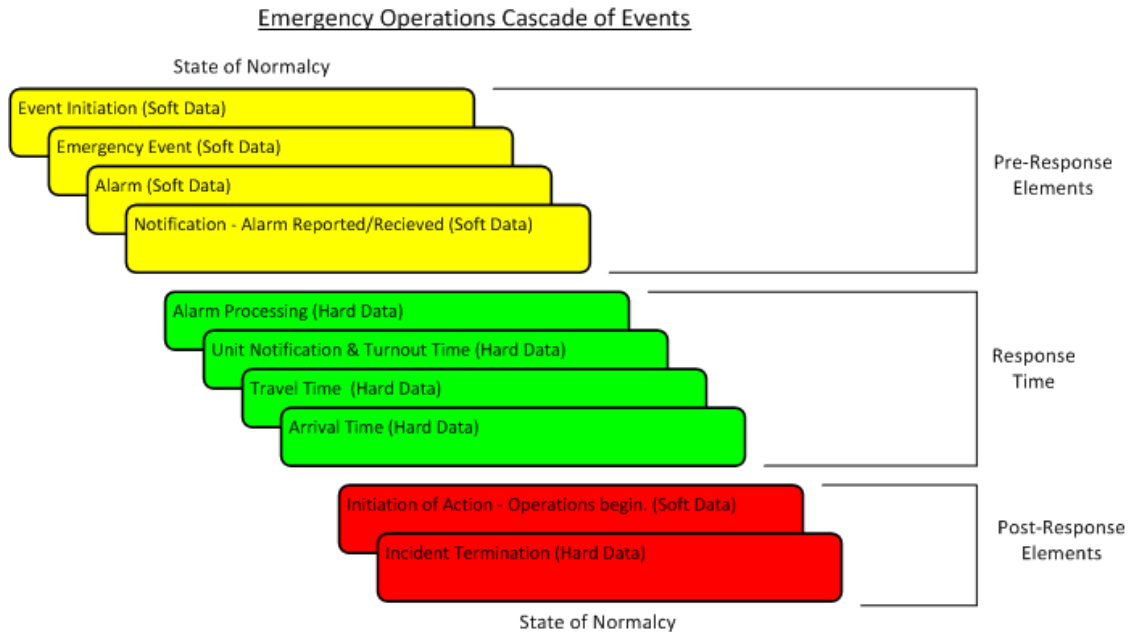 Emergency Operations Cascade of Events
State of Normalcy
Event Initiation (Soft Data)
Emergency Event (Soft Data)
Alarm (Soft Data)
Notification - Alarm Reported/Recieved (Soft Data)
Pre-Response
Elements
Alarm Processing (Hard Data)
Unit Notification & Turnout Time (Hard Data)
Travel Time  (Hard Data)
Arrival Time (Hard Data)
Response
Time
Initiation of Action - Operations begin. (Soft Data)
Incident Termination (Hard Data)
Post-Response
Elements
State of Normalcy